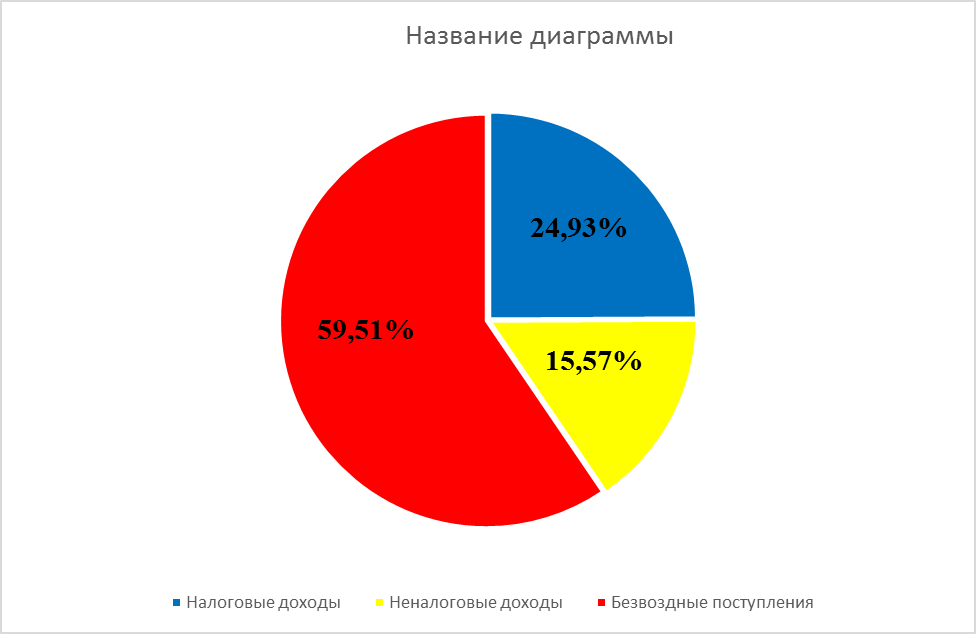 Название диаграммы
24,93%
59,51%
15,57%
Налоговые доходы Неналоговые доходы Безвоздные поступления